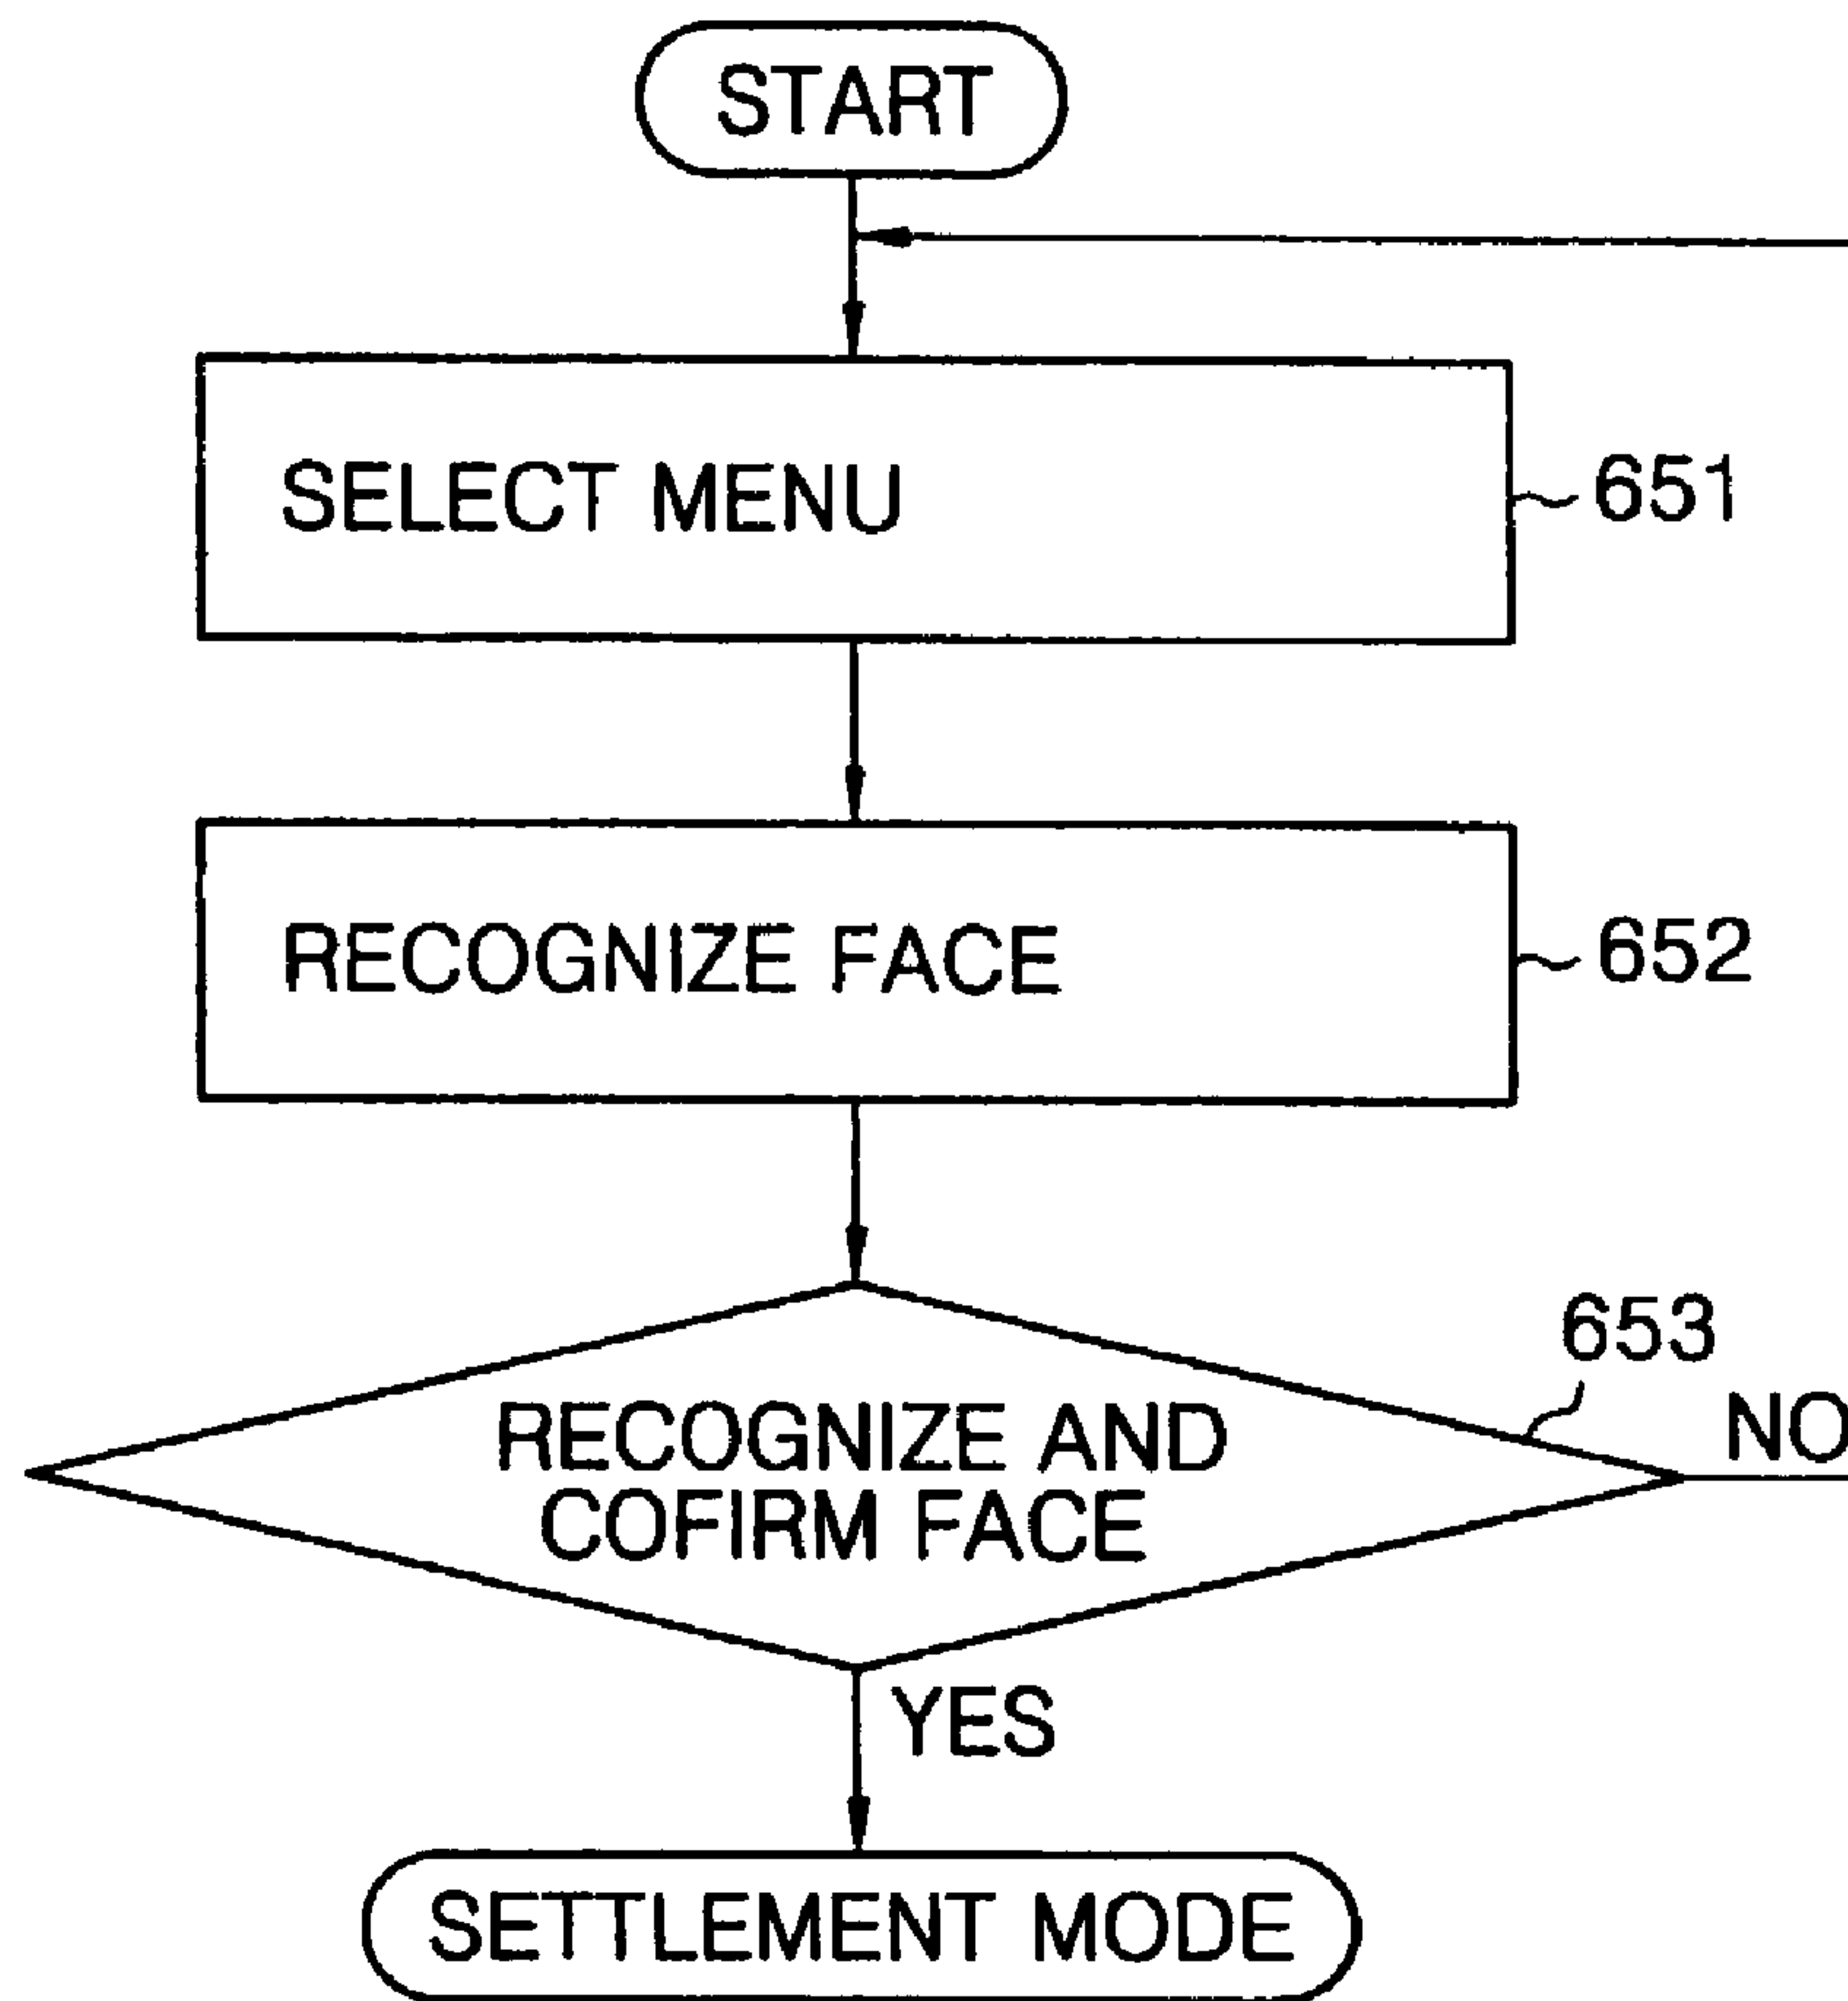 START
SELECT MENU
651
RECOGNIZE FACE
652
653
NO
RECOGNIZE AND
COFIRM FACE
YES
SETTLEMENT MODE